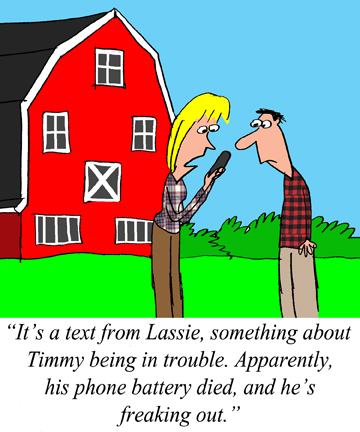 “It’s a text from Lassie, something about
Timmy being in trouble. Apparently,
his phone battery died, and he’s
freaking out.”